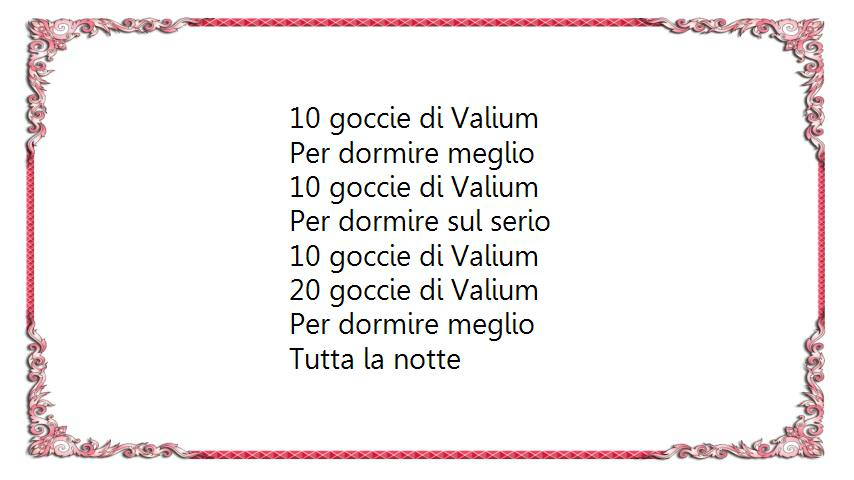 10 goccie di Valium
Per dormire meglio
10 goccie di Valium
Per dormire sul serio
10 goccie di Valium
20 goccie di Valium
Per dormire meglio
Tutta la notte